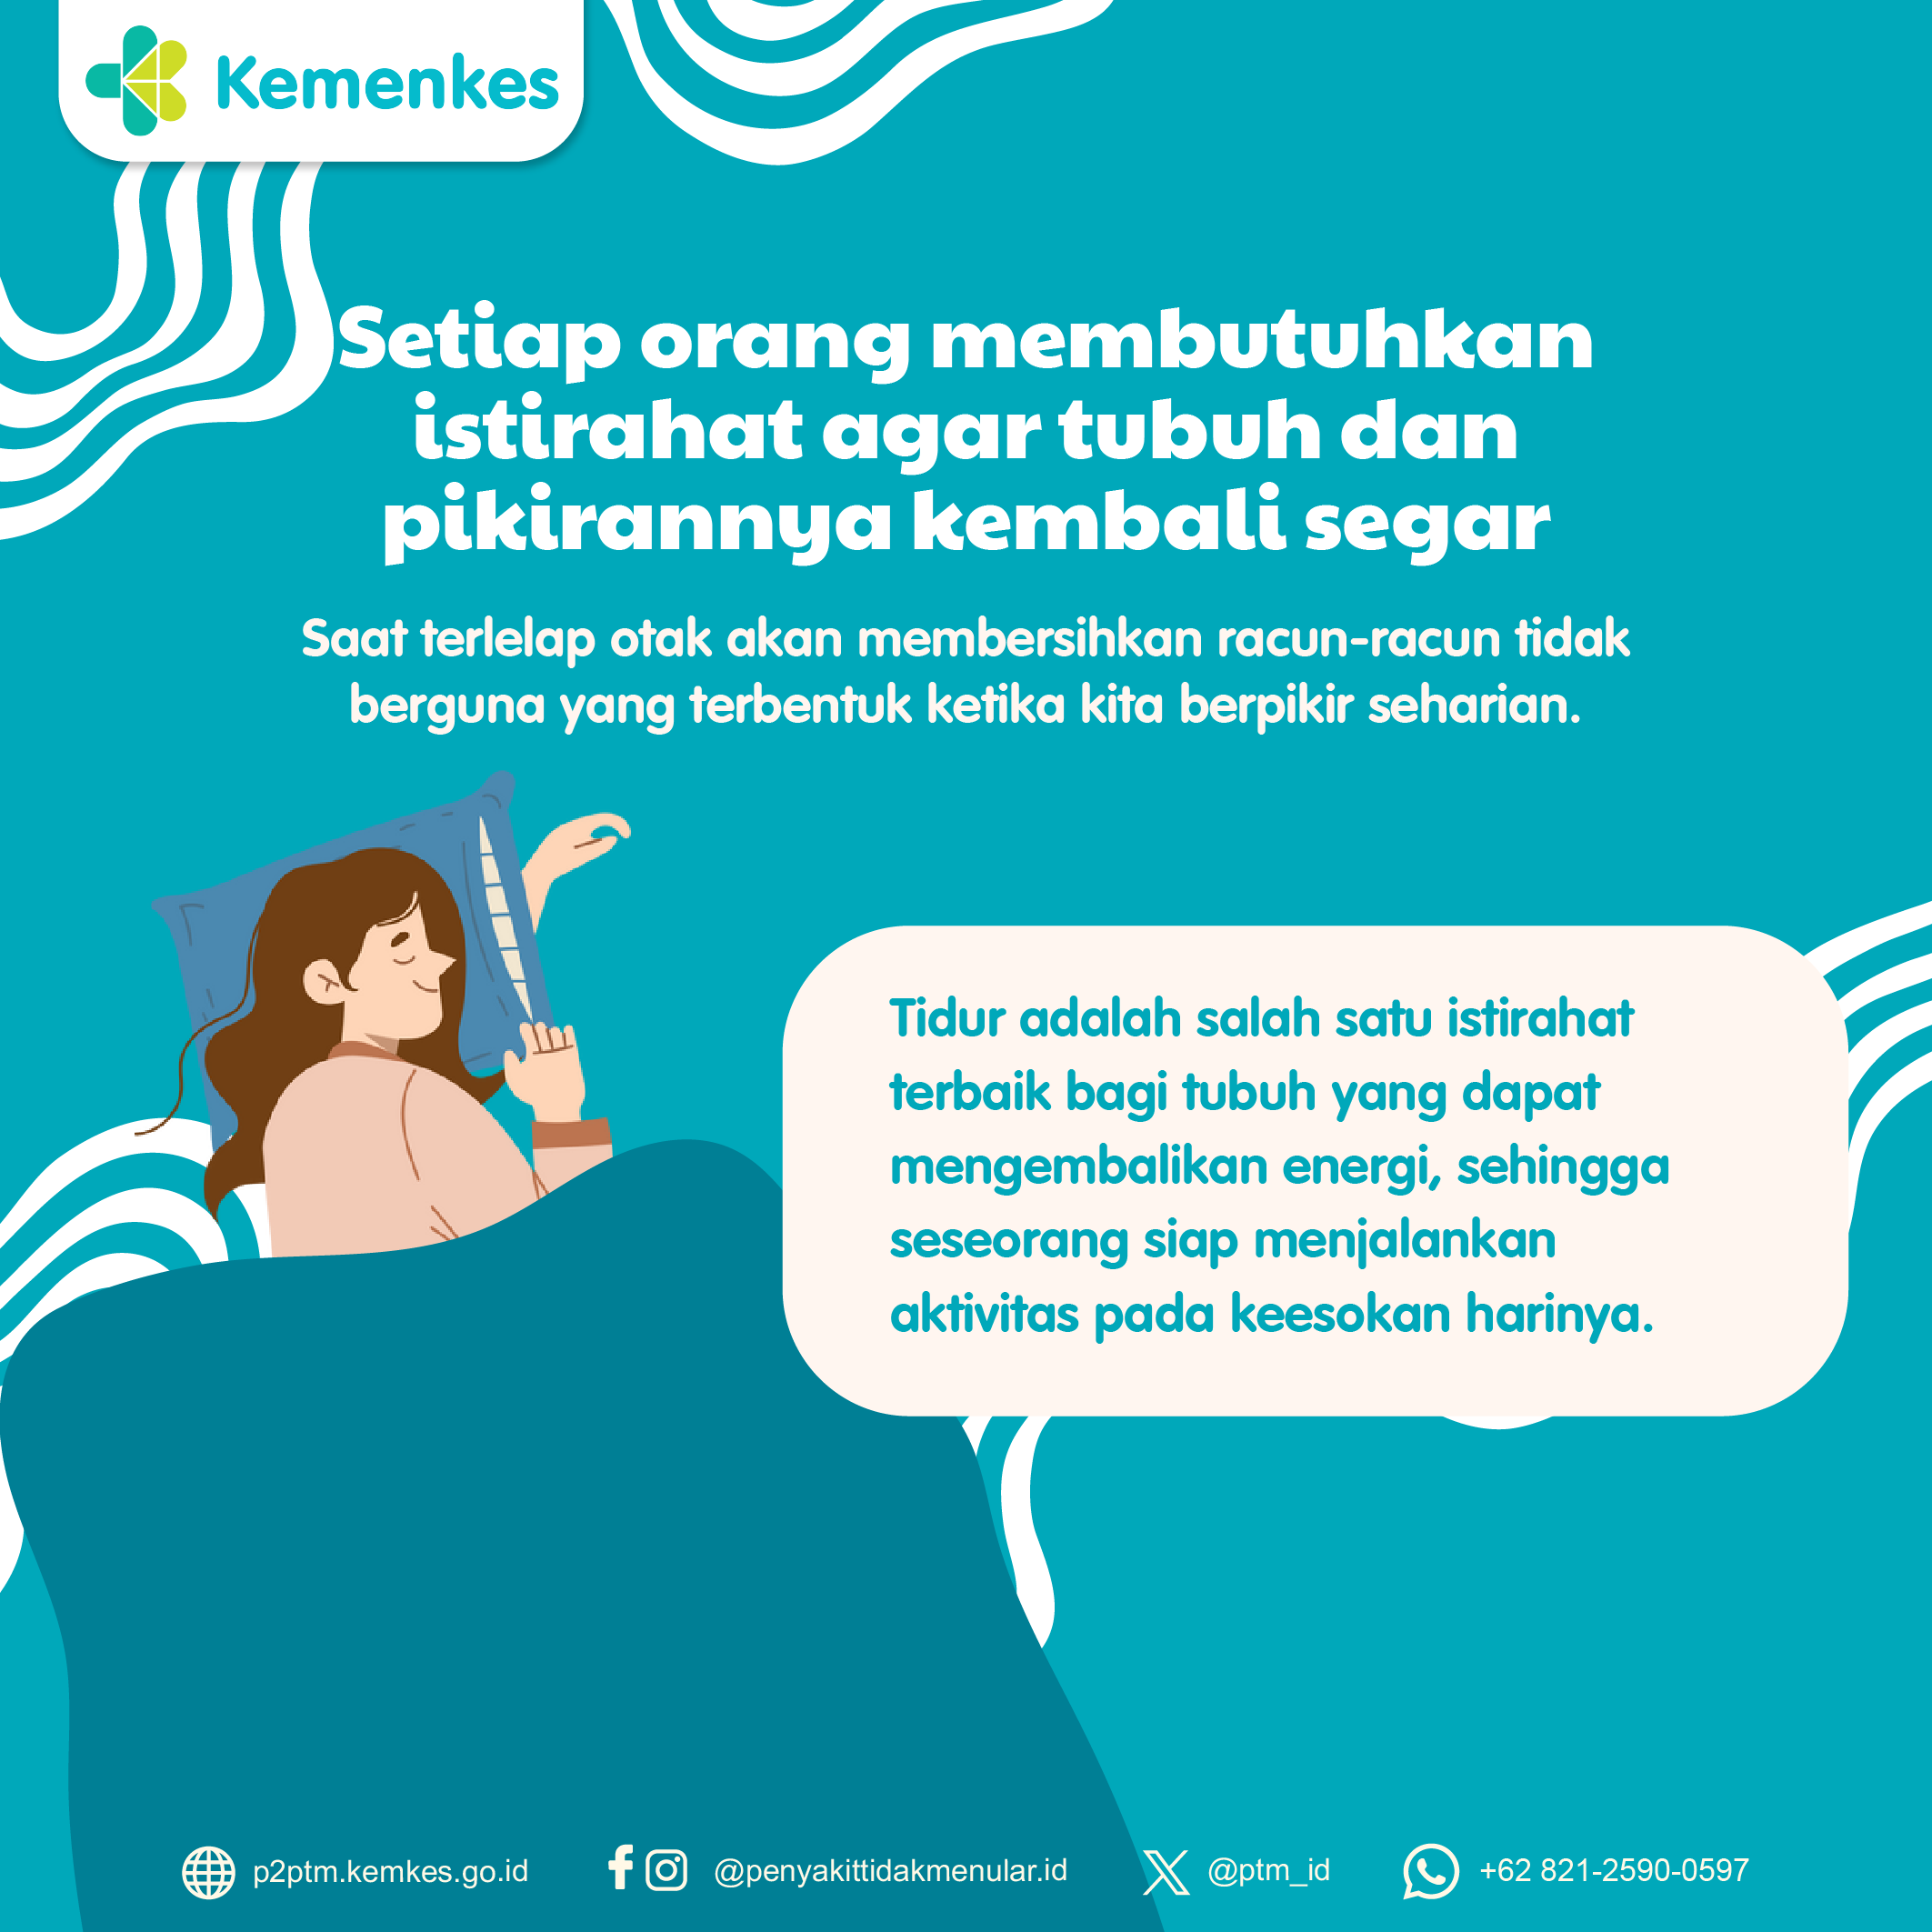 Kemenkes
Setiap orang membutuhkan
istirahat agar tubuh dan
pikirannya kembali segar
Saat terlelap otak akan membersihkan racun-racun tidak
berguna yang terbentuk ketika kita berpikir seharian.
Tidur adalah salah satu istirahat
terbaik bagi tubuh yang dapat
mengembalikan energi, sehingga
seseorang siap menjalankan
aktivitas pada keesokan harinya.
p2ptm.kemkes.go.id @penyakittidakmenular.id @ptm_id +62 821-2590-0597